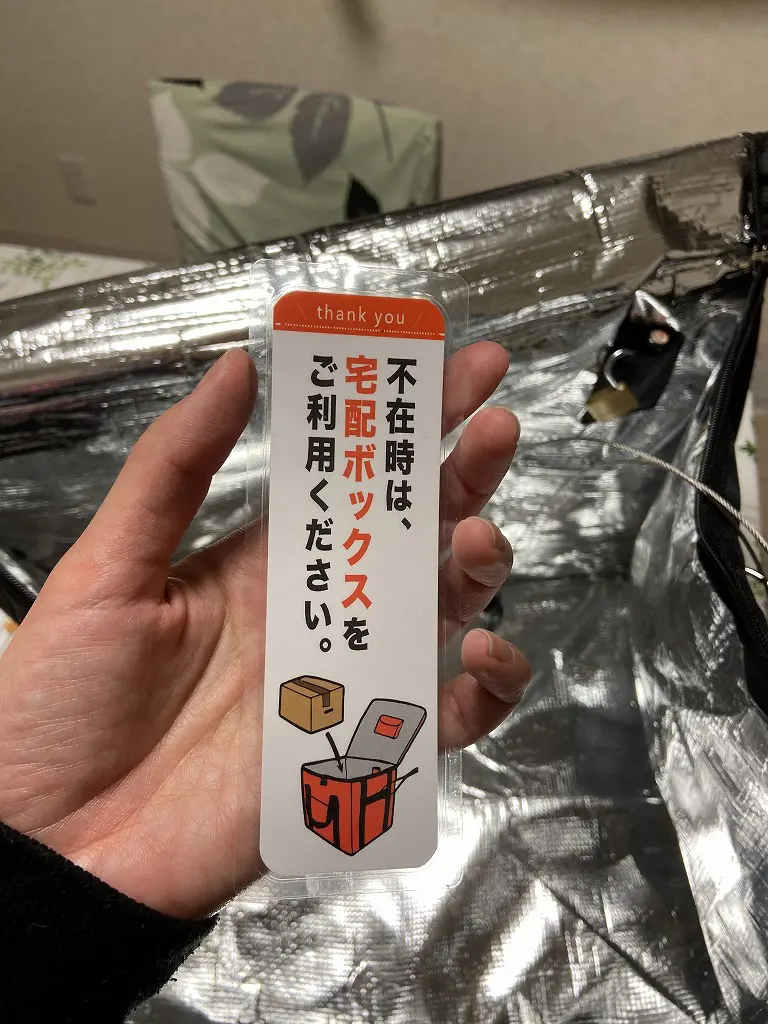 thank you
不在時は、
宅配ボックスを
ご利用ください。